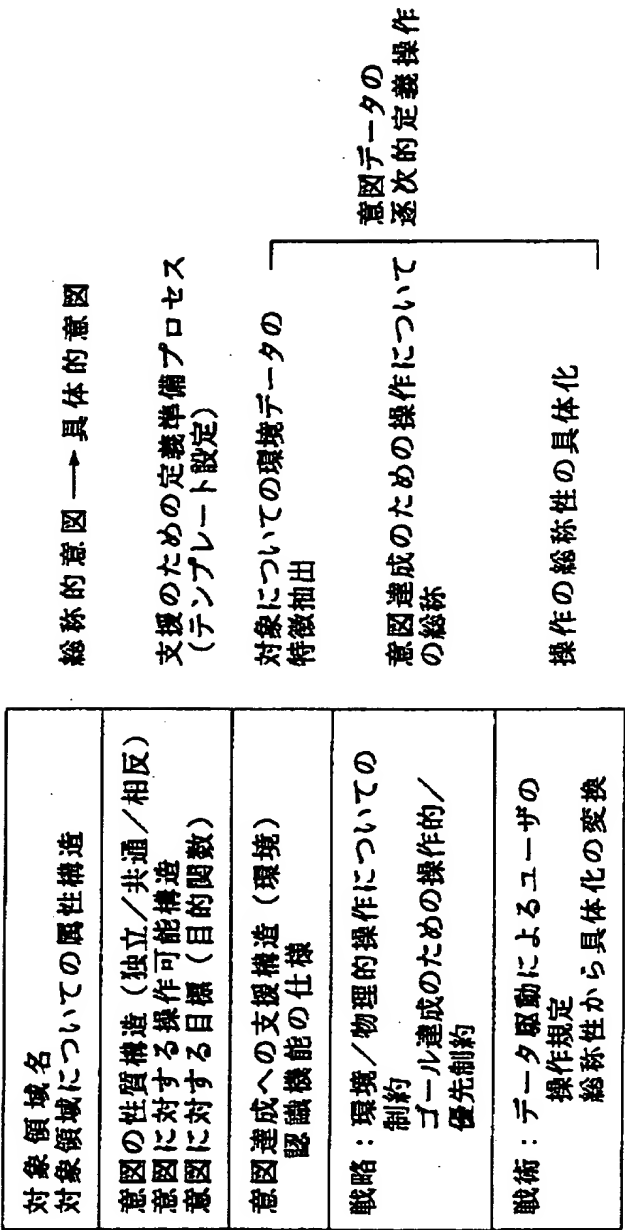 対象領域名
対象領域についての属性構造
意図の性質構造(独立/共通/相反)
意図に対する操作可能構造
意図に対する目標(目的関数)
意図達成への支援構造(環境)
認識機能の仕様
戦略:環境/物理的操作についての
制約
ゴール達成のための操作的/
優先制約
戦術:データ駆動によるユーザの
操作規定
総称性から具体化の変換
総称的意図→具体的意図
支援のための定義準備プロセス
(テンプレート設定)
対象についての環境データの
特徴抽出
意図達成のための操作について
の総称
操作の総称性の具体化
意図データの
逐次的定義操作